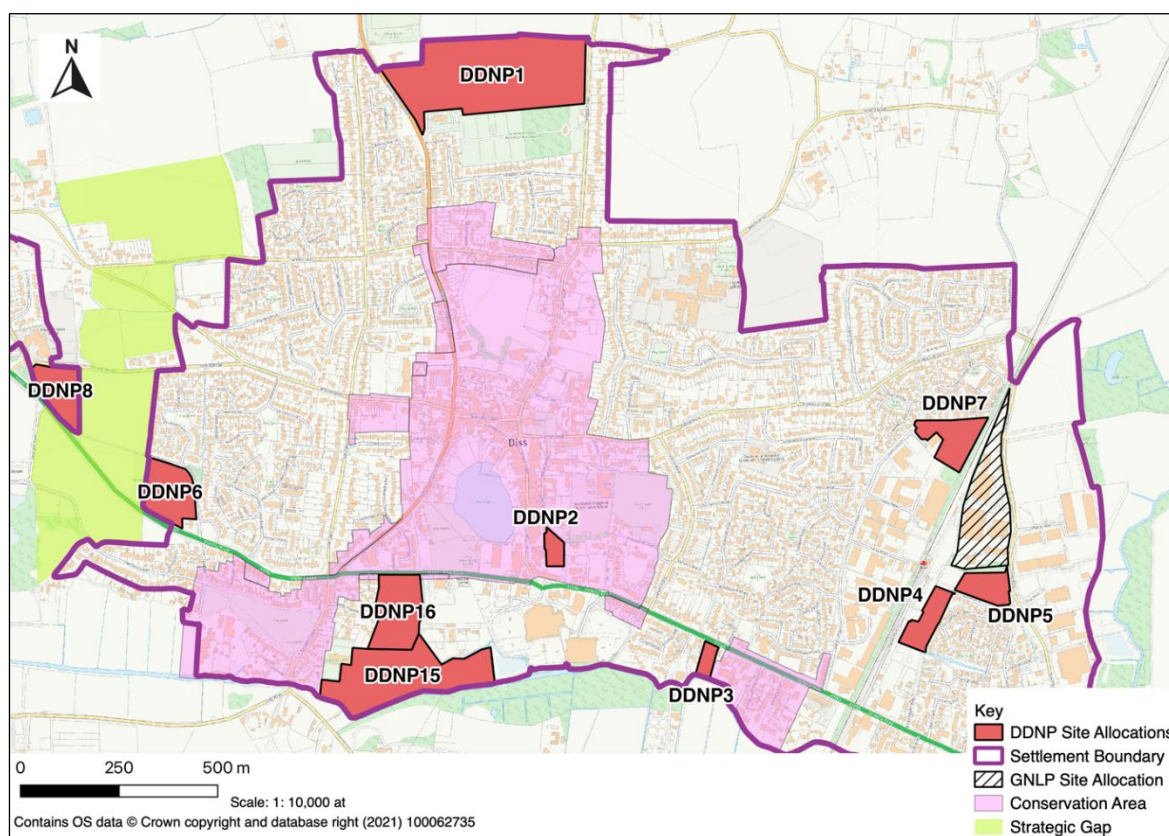 N
DDNP1
DDNP8
DDNP7
DDNP6
Diss
DDNP2
DDNP4
DDNP16
DDNP5
DDNP15
DDNP3
Key
DDNP Site Allocations
Settlement Boundary
GNLP Site Allocation
Conservation Area
Strategic Gap
0 250 500 m
Scale: 1: 10,000 at
Contains OS data © Crown copyright and database right (2021) 100062735